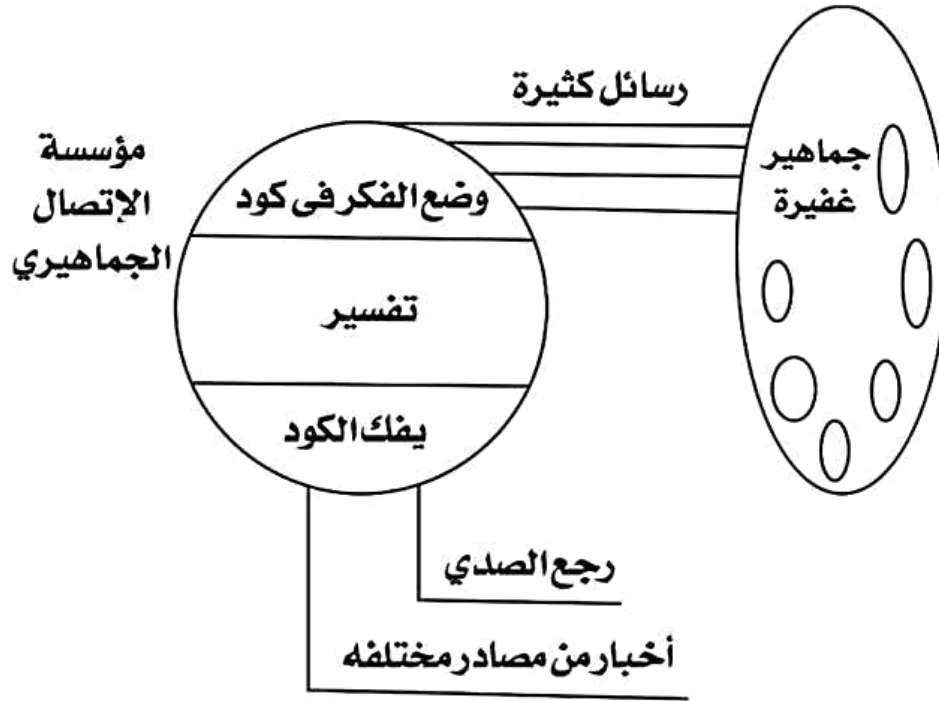 رسائل كثيرة
مؤسسة
الإتصال
الجماهيري
جماهير
غفيرة
وضع الفكر فى كود
تفسير
يفك الكود
رجع الصدي
أخبار من مصادر مختلفه